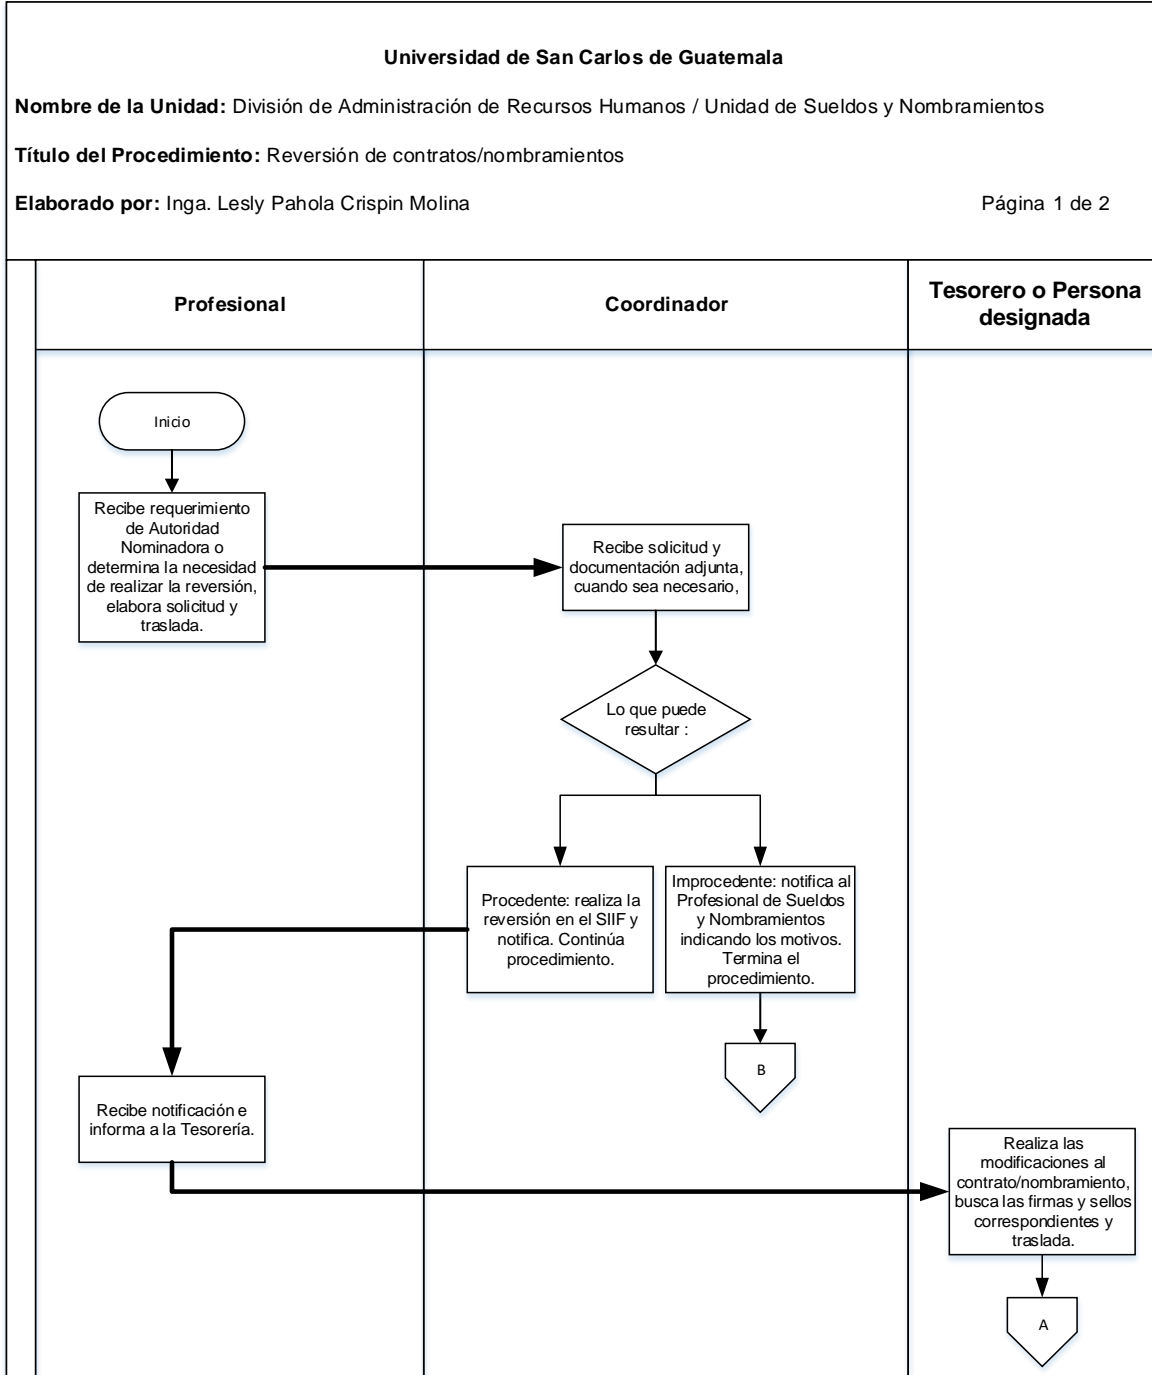 Universidad de San Carlos de Guatemala
Nombre de la Unidad: División de Administración de Recursos Humanos / Unidad de Sueldos y Nombramientos
Título del Procedimiento: Reversión de contratos/nombramientos
Elaborado por: Inga. Lesly Pahola Crispin Molina
Página 1 de 2
Profesional
Coordinador
Tesorero o Persona
designada
Inicio
Recibe requerimiento
de Autoridad
Nominadora o
determina la necesidad
de realizar la reversión,
elabora solicitud y
traslada.
Recibe solicitud y
documentación adjunta,
cuando sea necesario,
Lo que puede
resultar :
Procedente: realiza la
reversión en el SIIF y
notifica. Continúa
procedimiento.
Improcedente: notifica al
Profesional de Sueldos
y Nombramientos
indicando los motivos.
Termina el
procedimiento.
B
Recibe notificación e
informa a la Tesorería.
Realiza las
modificaciones al
contrato/nombramiento,
busca las firmas y sellos
correspondientes y
traslada.
A